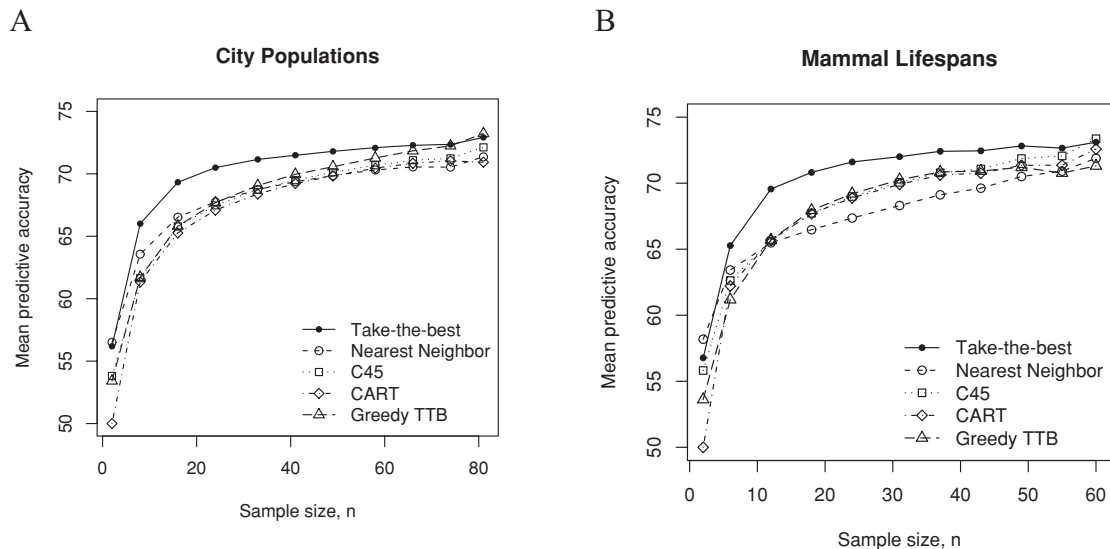 A
City Populations
Mean predictive accuracy
75
70
65
60
55
50
Take-the-best
Nearest Neighbor
C45
CART
Greedy TTB
0 20 40 60 80
Sample size, n
B
Mammal Lifespans
Mean predictive accuracy
75
70
65
60
55
50
Take-the-best
Nearest Neighbor
C45
CART
Greedy TTB
0 10 20 30 40 50 60
Sample size, n